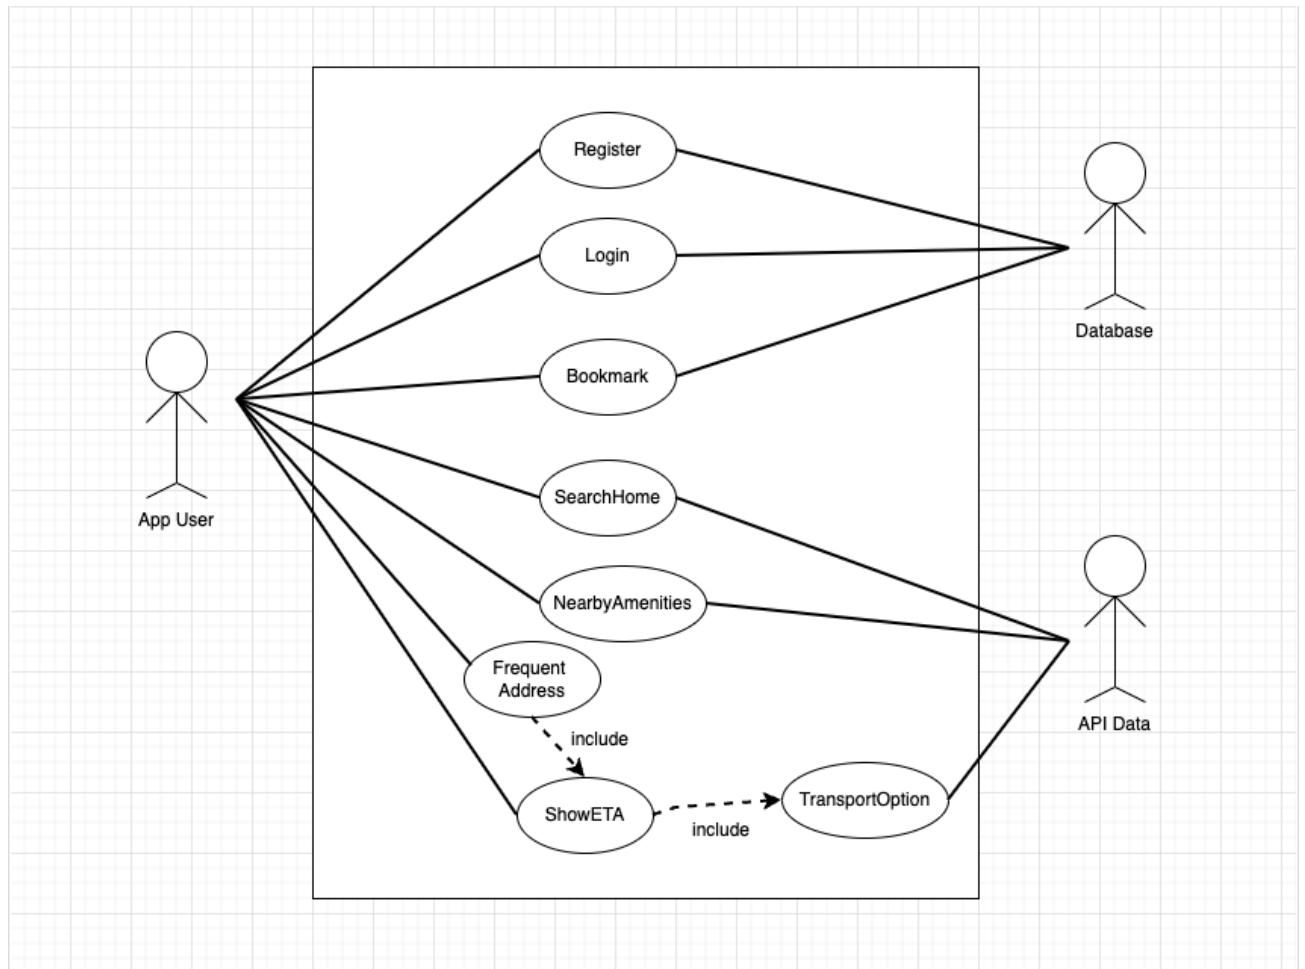 Register
Login
Bookmark
SearchHome
NearbyAmenities
Frequent
Address
include
ShowETA
include
TransportOption
App User
Database
API Data